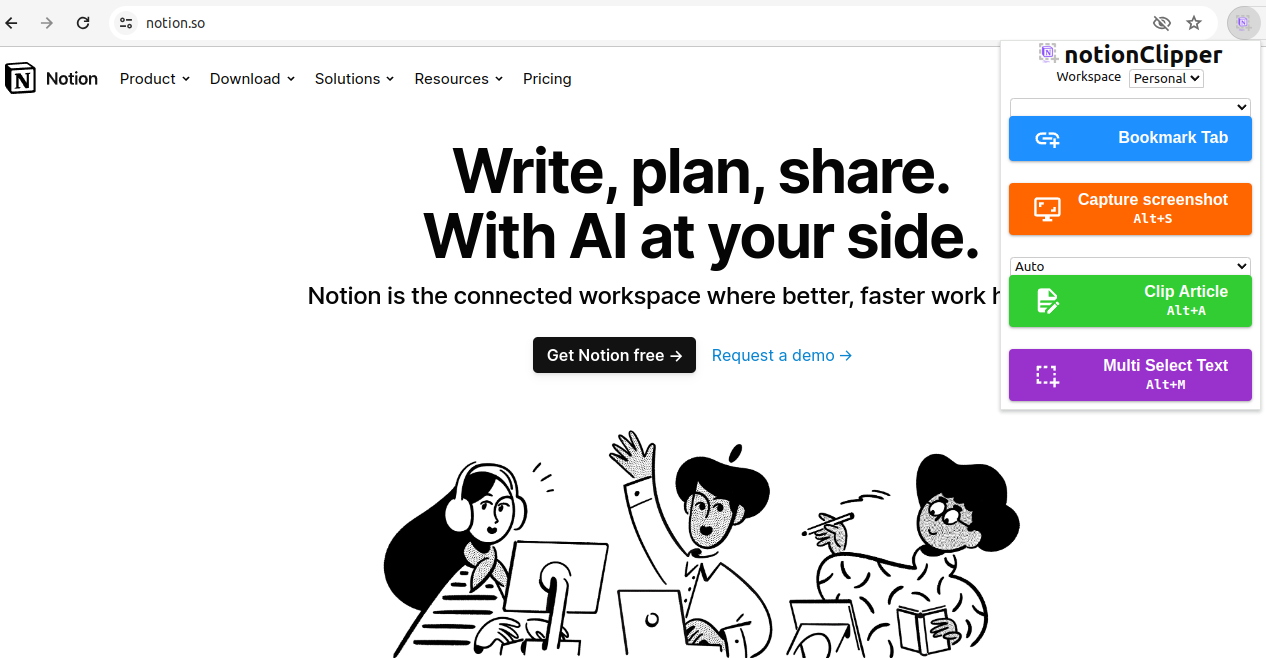 notion.so
notionClipper
Workspace Personal
Notion Product Download Solutions Resources Pricing
Bookmark Tab
Write, plan, share.
With AI at your side.
Capture screenshot
Alt+S
Auto
Notion is the connected workspace where better, faster work
Clip Article
Alt+A
Get Notion free → Request a demo →
Multi Select Text
Alt+M